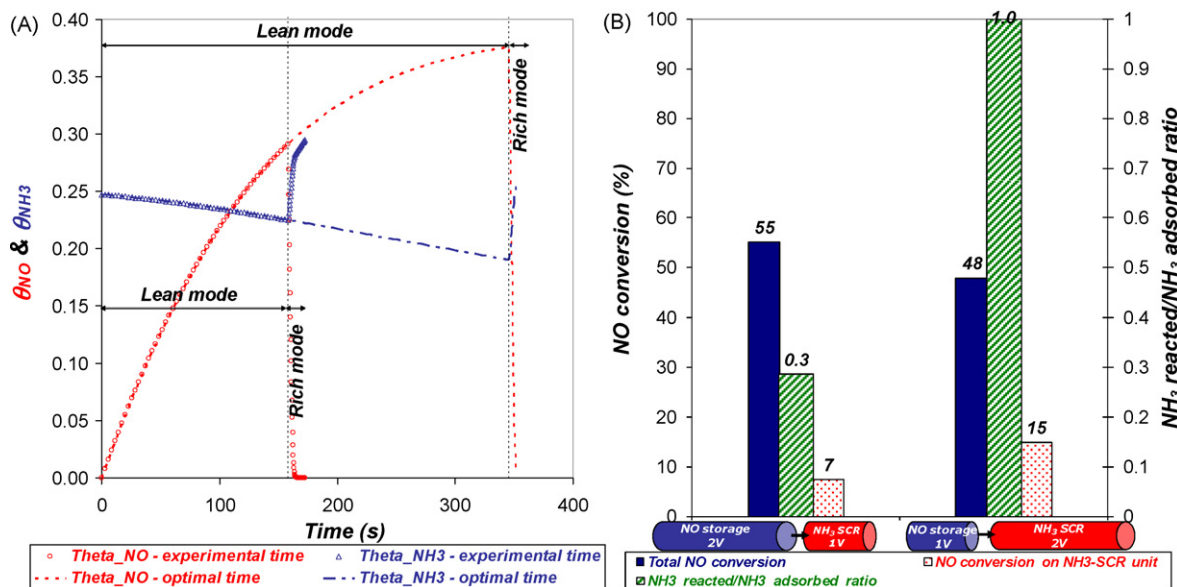 (A)
0.40
0.35
0.30
0.25
0.20
0.15
0.10
0.05
0.00
θNO & θNH3
Lean mode
Rich mode
Lean mode
Rich mode
0
100
200
300
400
Time (s)
Theta_NO - experimental time
Theta_NH3 - experimental time
Theta_NO - optimal time
Theta_NH3 - optimal time
(B)
100
90
80
70
60
50
40
30
20
10
0
NO conversion (%)
55
0.3
7
48
1.0
15
1
0.9
0.8
0.7
0.6
0.5
0.4
0.3
0.2
0.1
0
NH3 reacted/NH3 adsorbed ratio
NO storage
2V
NH3 SCR
1V
NO storage
1V
NH3 SCR
2V
Total NO conversion
NO conversion on NH3-SCR unit
NH3 reacted/NH3 adsorbed ratio